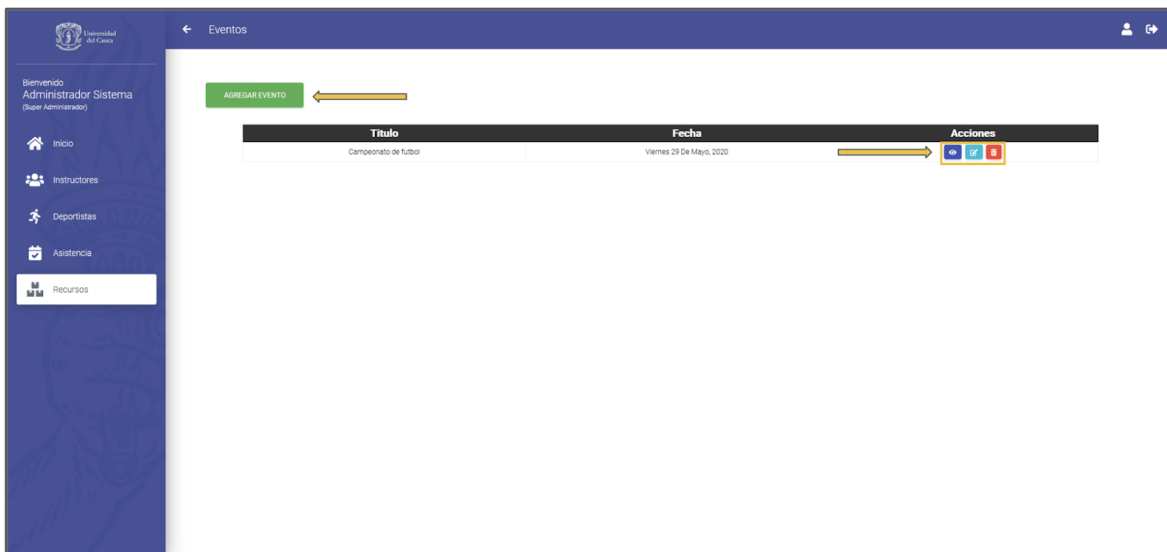 Universidad
del Cauca
Eventos
Bienvenido
Administrador Sistema
(Super Administrador)
Inicio
Instructores
Deportistas
Asistencia
Recursos
AGREGAR EVENTO
Titulo Fecha Acciones
Campeonato de futbol Viernes 29 De Mayo, 2020